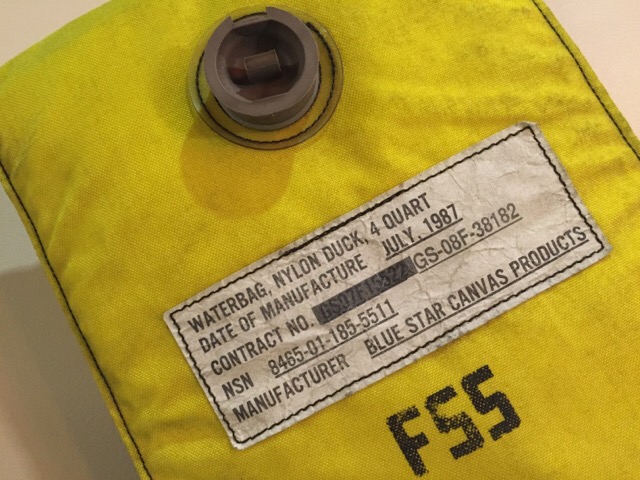 WATERBAG, NYLON DUCK, 4 QUART
DATE OF MANUFACTURE JULY, 1987
CONTRACT NO. GS-08F-38182
NSN 8465-01-185-5511
MANUFACTURER BLUE STAR CANVAS PRODUCTS
FSS